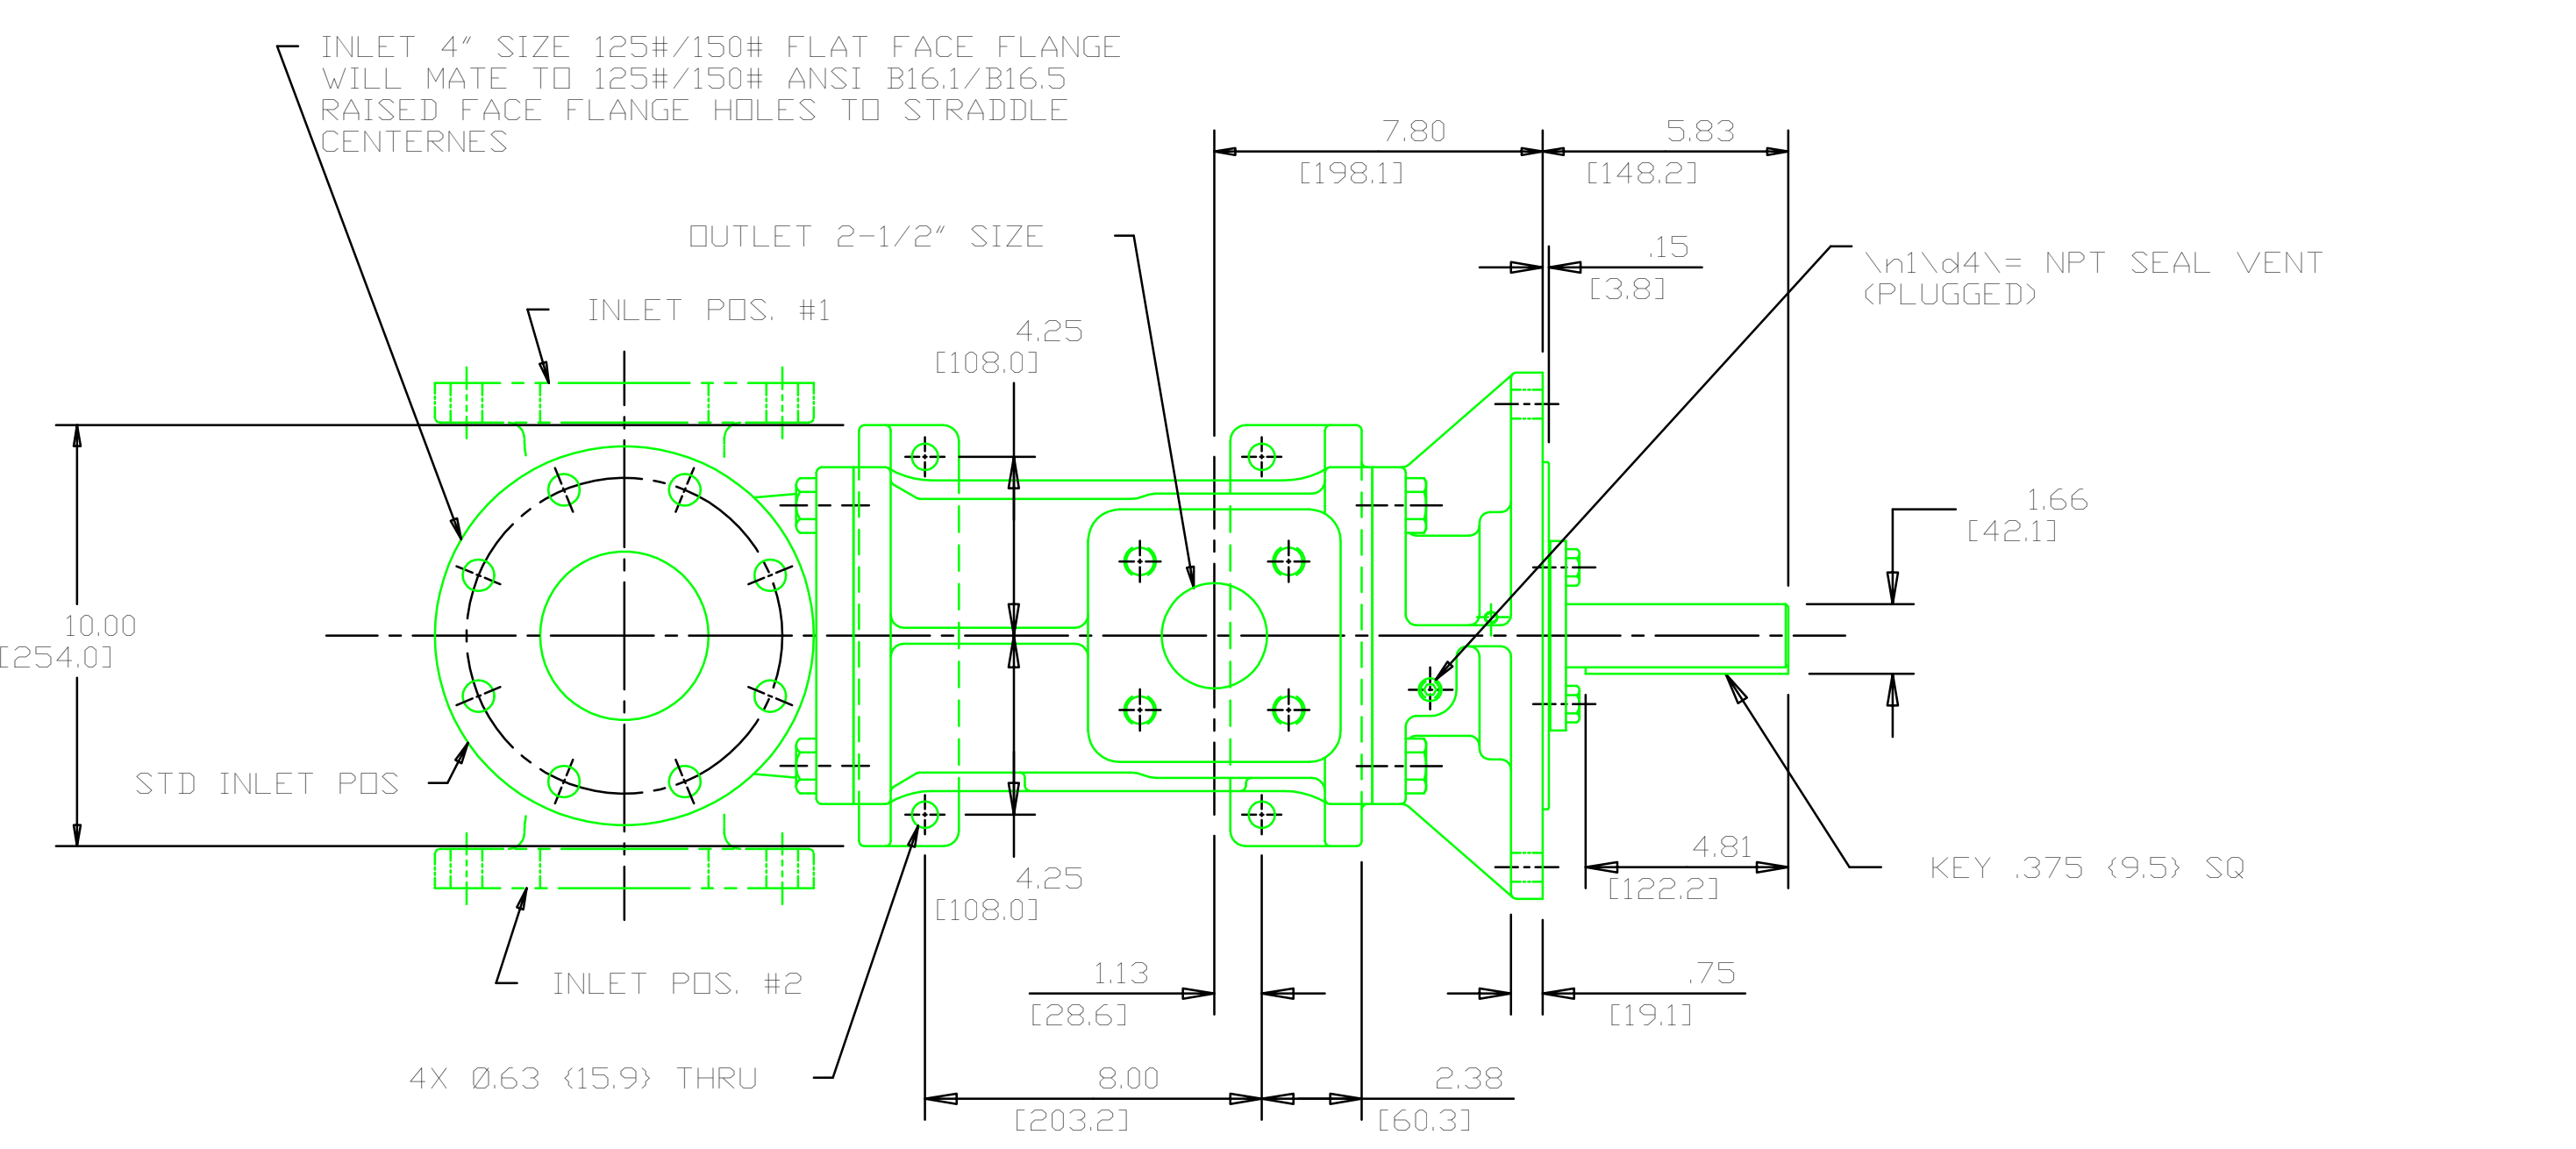 INLET 4" SIZE 125#/150# FLAT FACE FLANGE
WILL MATE TO 125#/150# ANSI B16.1/B16.5
RAISED FACE FLANGE HOLES TO STRADDLE
CENTERNES
7.80
[198.1]
5.83
[148.2]
OUTLET 2-1/2" SIZE
.15
[3.8]
\n1\d4\= NPT SEAL VENT
(PLUGGED)
INLET POS. #1
4.25
[108.0]
1.66
[42.1]
10.00
[254.0]
STD INLET POS
4.81
[122.2]
KEY .375 {9.5} SQ
4.25
[108.0]
INLET POS. #2
1.13
[28.6]
.75
[19.1]
4X Ø.63 {15.9} THRU
8.00
[203.2]
2.38
[60.3]